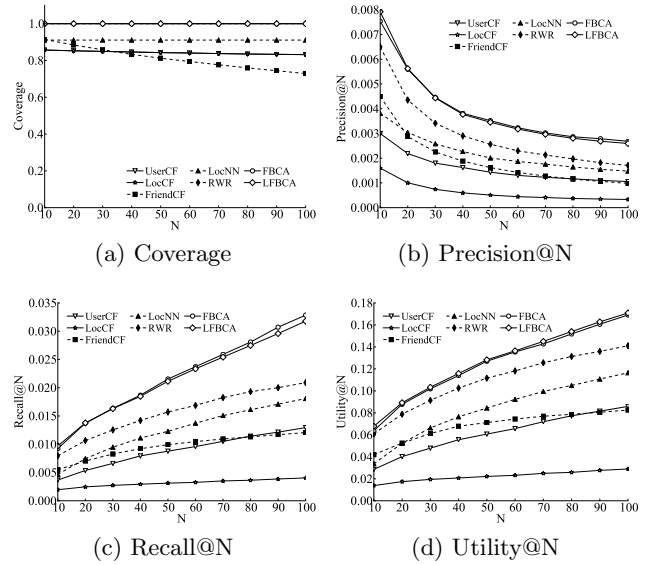 1.0
0.8
0.6
0.4
0.2
0.0
Coverage
UserCF LocNN FBCA
LocCF RWR LFBCA
FriendCF
10 20 30 40 50 60 70 80 90 100
N
(a) Coverage
0.008
0.007
0.006
0.005
0.004
0.003
0.002
0.001
0.000
Precision@N
UserCF LocNN FBCA
LocCF RWR LFBCA
FriendCF
10 20 30 40 50 60 70 80 90 100
N
(b) Precision@N
0.035
0.030
0.025
0.020
0.015
0.010
0.005
0.000
Recall@N
UserCF LocNN FBCA
LocCF RWR LFBCA
FriendCF
10 20 30 40 50 60 70 80 90 100
N
(c) Recall@N
0.18
0.16
0.14
0.12
0.10
0.08
0.06
0.04
0.02
0.00
Utility@N
UserCF LocNN FBCA
LocCF RWR LFBCA
FriendCF
10 20 30 40 50 60 70 80 90 100
N
(d) Utility@N